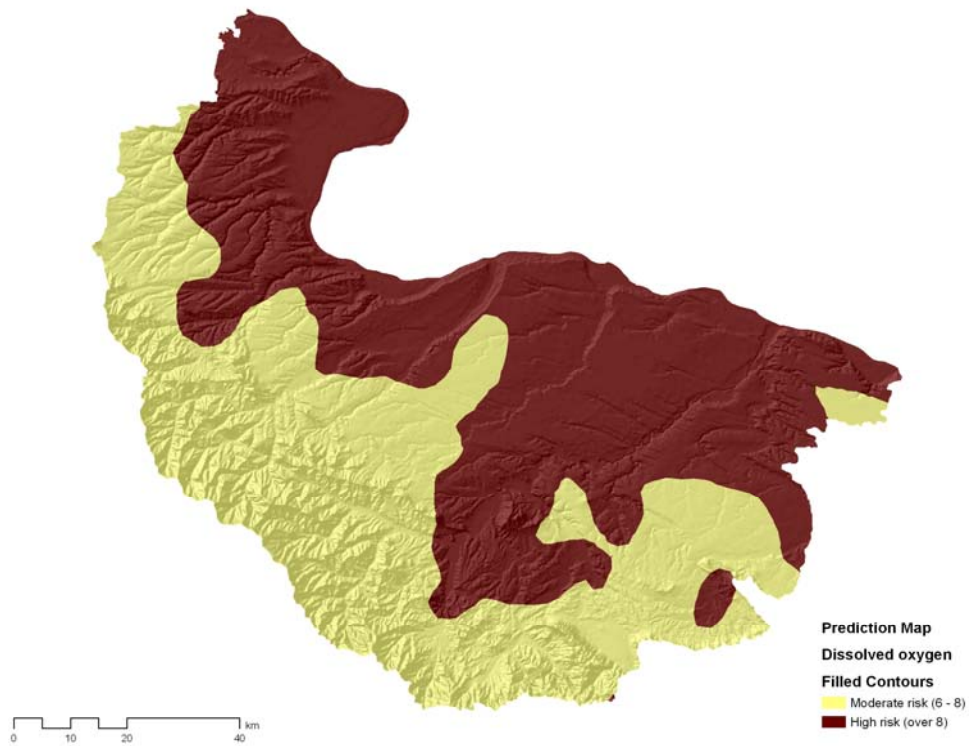 Prediction Map
Dissolved oxygen
Filled Contours
Moderate risk (6 - 8)
High risk (over 8)
km
0 10 20 40